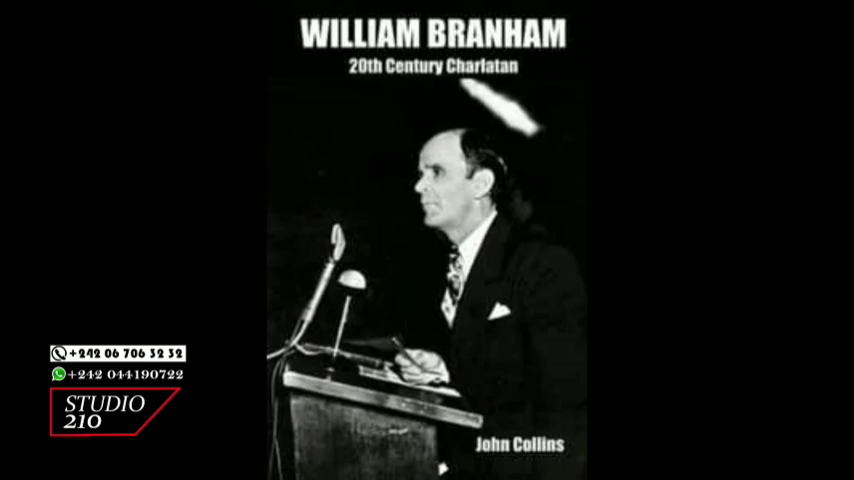 WILLIAM BRANHAM
20th Century Charlatan
+242 06 706 32 32
+242 044190722
STUDIO
210
John Collins